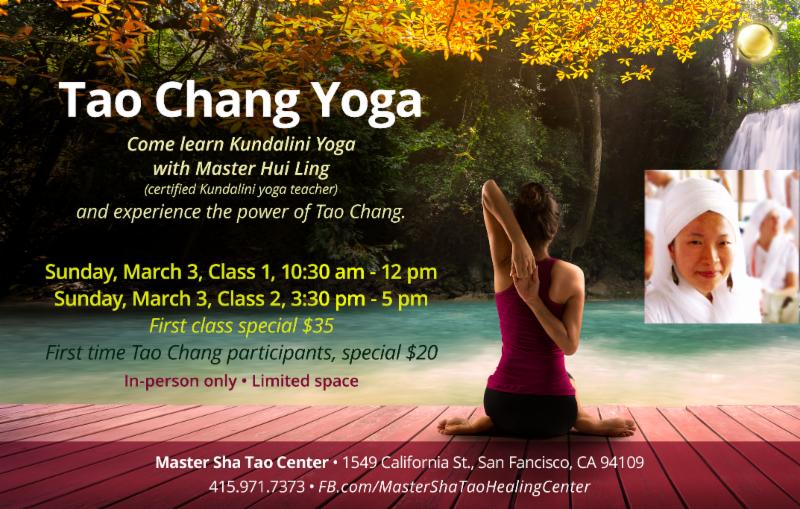 Tao Chang Yoga
Come learn Kundalini Yoga
with Master Hui Ling
(certified Kundalini yoga teacher)
and experience the power of Tao Chang.
Sunday, March 3, Class 1, 10:30 am - 12 pm
Sunday, March 3, Class 2, 3:30 pm - 5 pm
First class special $35
First time Tao Chang participants, special $20
In-person only • Limited space
Master Sha Tao Center • 1549 California St., San Fancisco, CA 94109
415.971.7373 • FB.com/MasterShaTaoHealingCenter